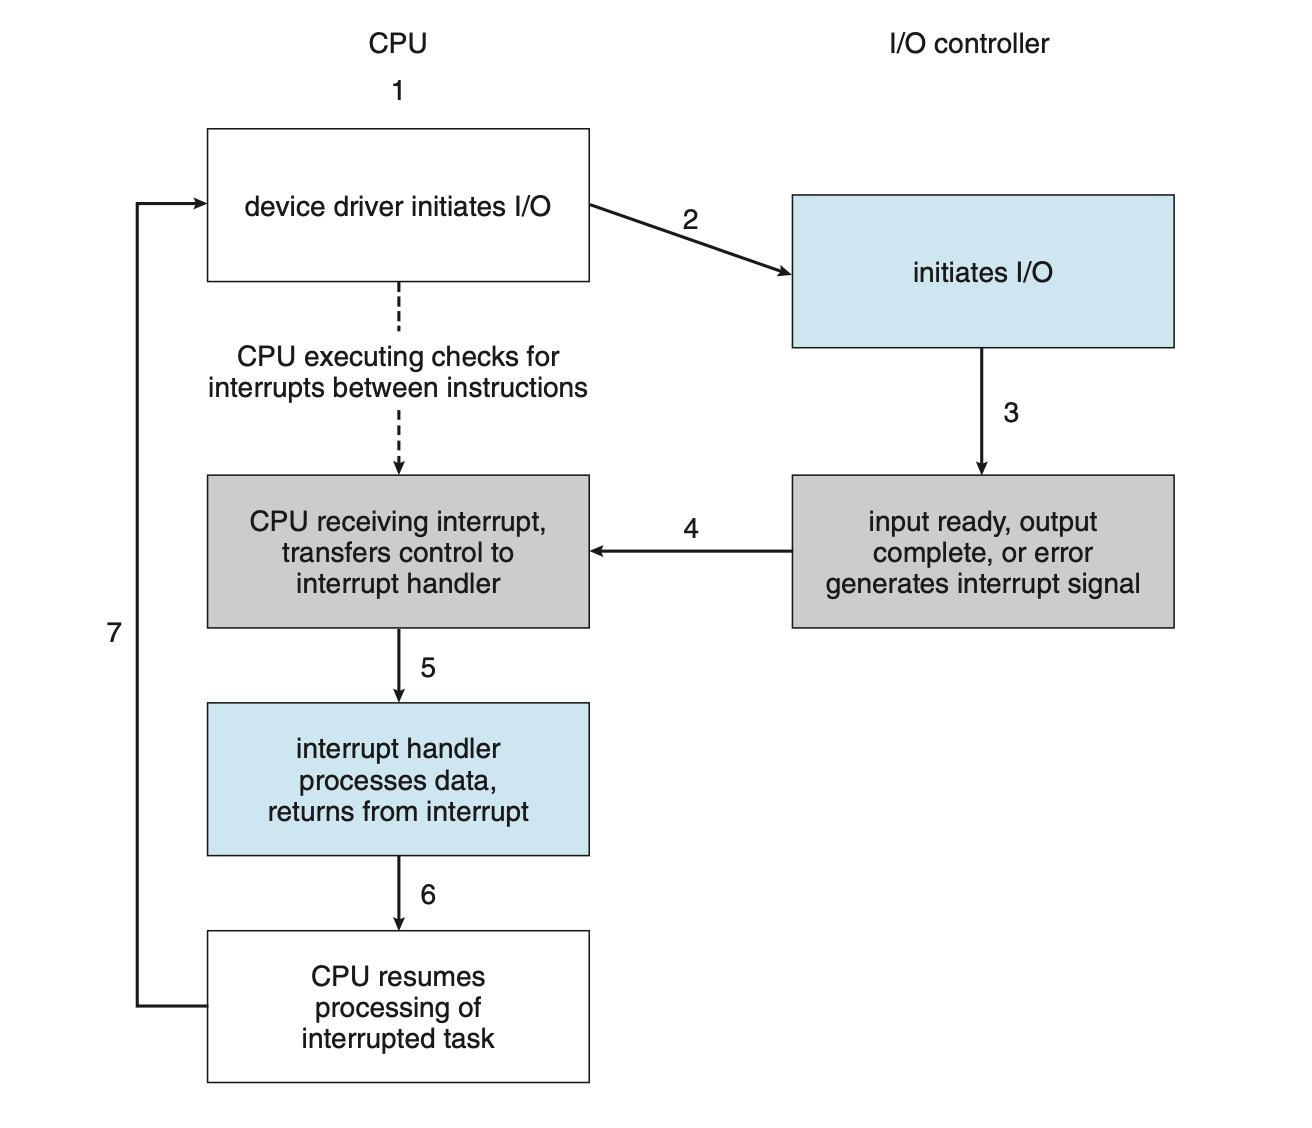 CPU
I/O controller
1
device driver initiates I/O
2
initiates I/O
CPU executing checks for
interrupts between instructions
3
CPU receiving interrupt,
transfers control to
interrupt handler
4
input ready, output
complete, or error
generates interrupt signal
7
5
interrupt handler
processes data,
returns from interrupt
6
CPU resumes
processing of
interrupted task